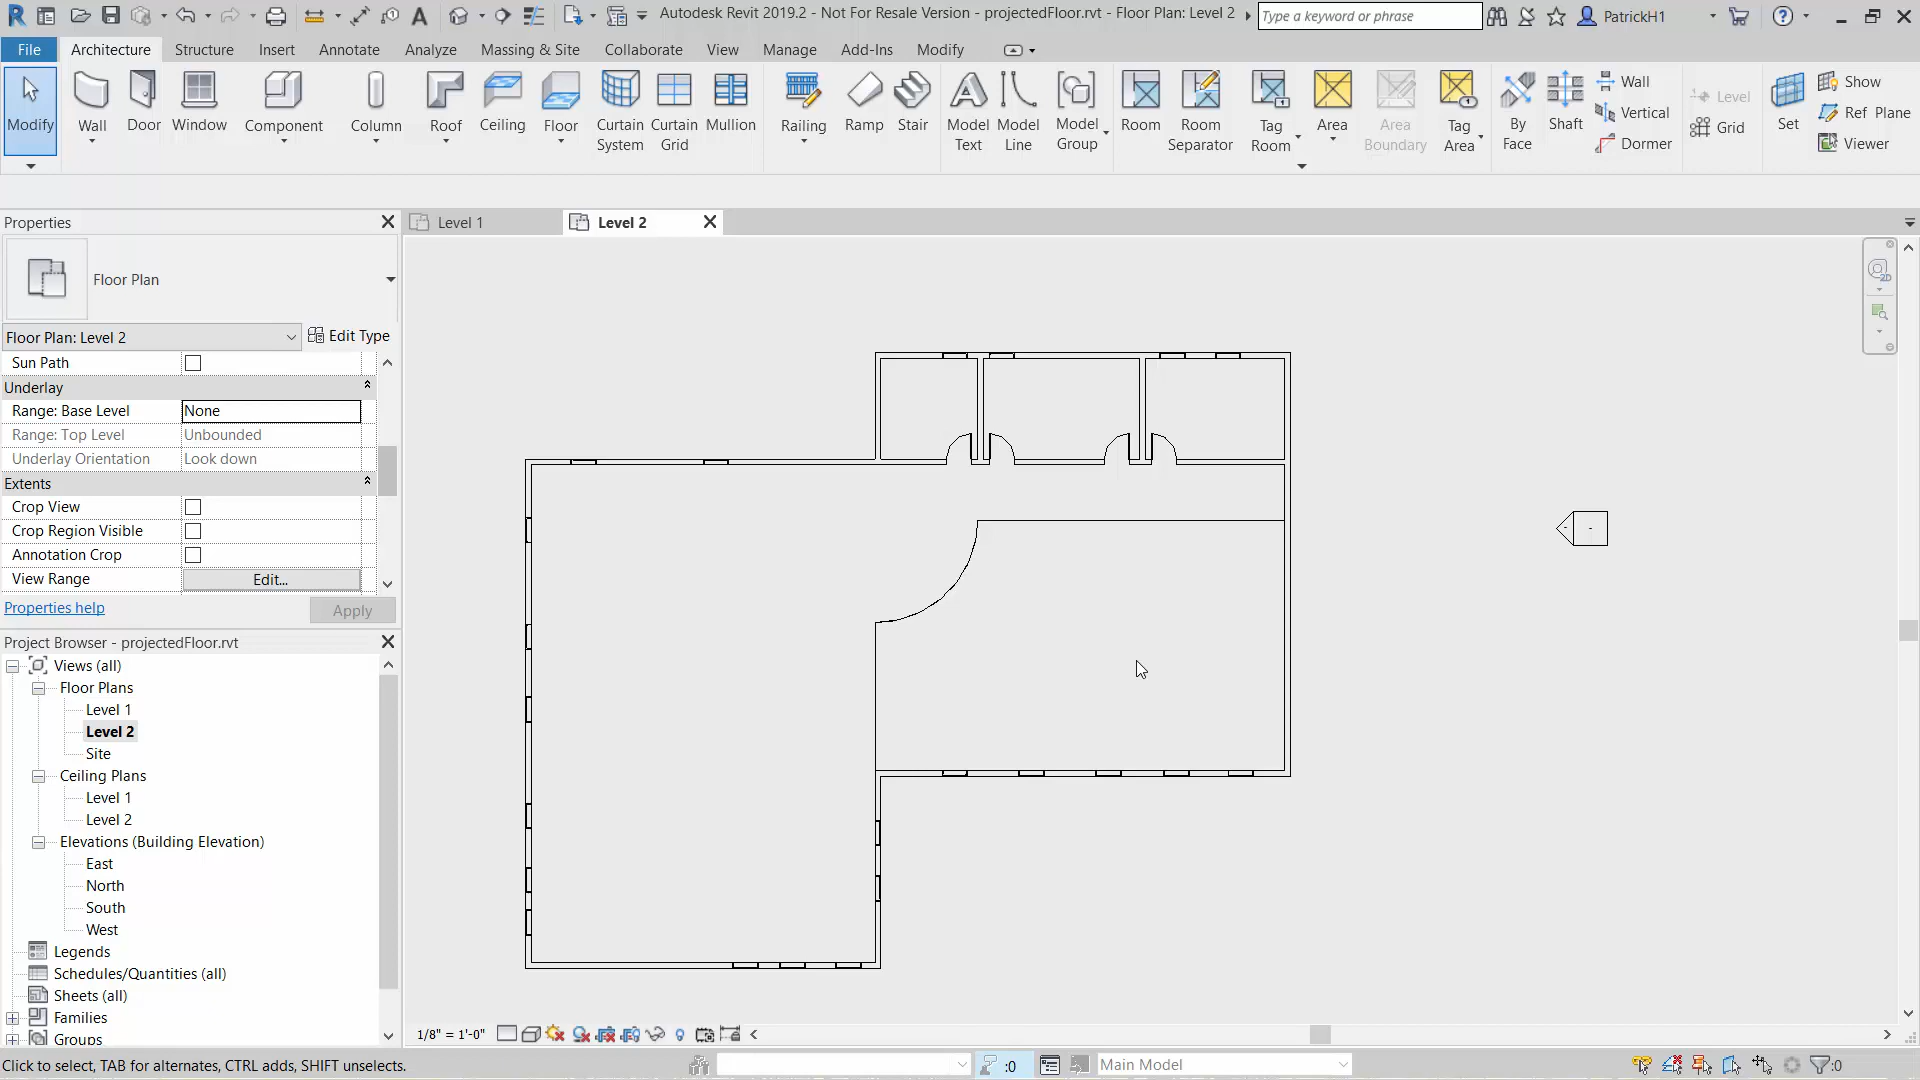 Autodesk Revit 2019.2 - Not For Resale Version - projectedFloor.rvt - Floor Plan: Level 2
Type a keyword or phrase
PatrickH1
File Architecture Structure Insert Annotate Analyze Massing & Site Collaborate View Manage Add-Ins Modify
Modify
Wall
Door
Window
Component
Column
Roof
Ceiling
Floor
Curtain System
Curtain Grid
Mullion
Railing
Ramp
Stair
Model Text
Model Line
Model Group
Room
Room Separator
Tag Room
Area
Area Boundary
Tag Area
By Face
Shaft
Wall
Vertical
Dormer
Level
Grid
Set
Show
Ref Plane
Viewer
Properties
Level 1
Level 2
Floor Plan
Floor Plan: Level 2
Edit Type
Sun Path
Underlay
Range: Base Level None
Range: Top Level Unbounded
Underlay Orientation Look down
Extents
Crop View
Crop Region Visible
Annotation Crop
View Range Edit...
Properties help
Apply
Project Browser - projectedFloor.rvt
Views (all)
Floor Plans
Level 1
Level 2
Site
Ceiling Plans
Level 1
Level 2
Elevations (Building Elevation)
East
North
South
West
Legends
Schedules/Quantities (all)
Sheets (all)
Families
Groups
1/8" = 1'-0"
Click to select, TAB for alternates, CTRL adds, SHIFT unselects.
:0
Main Model
:0